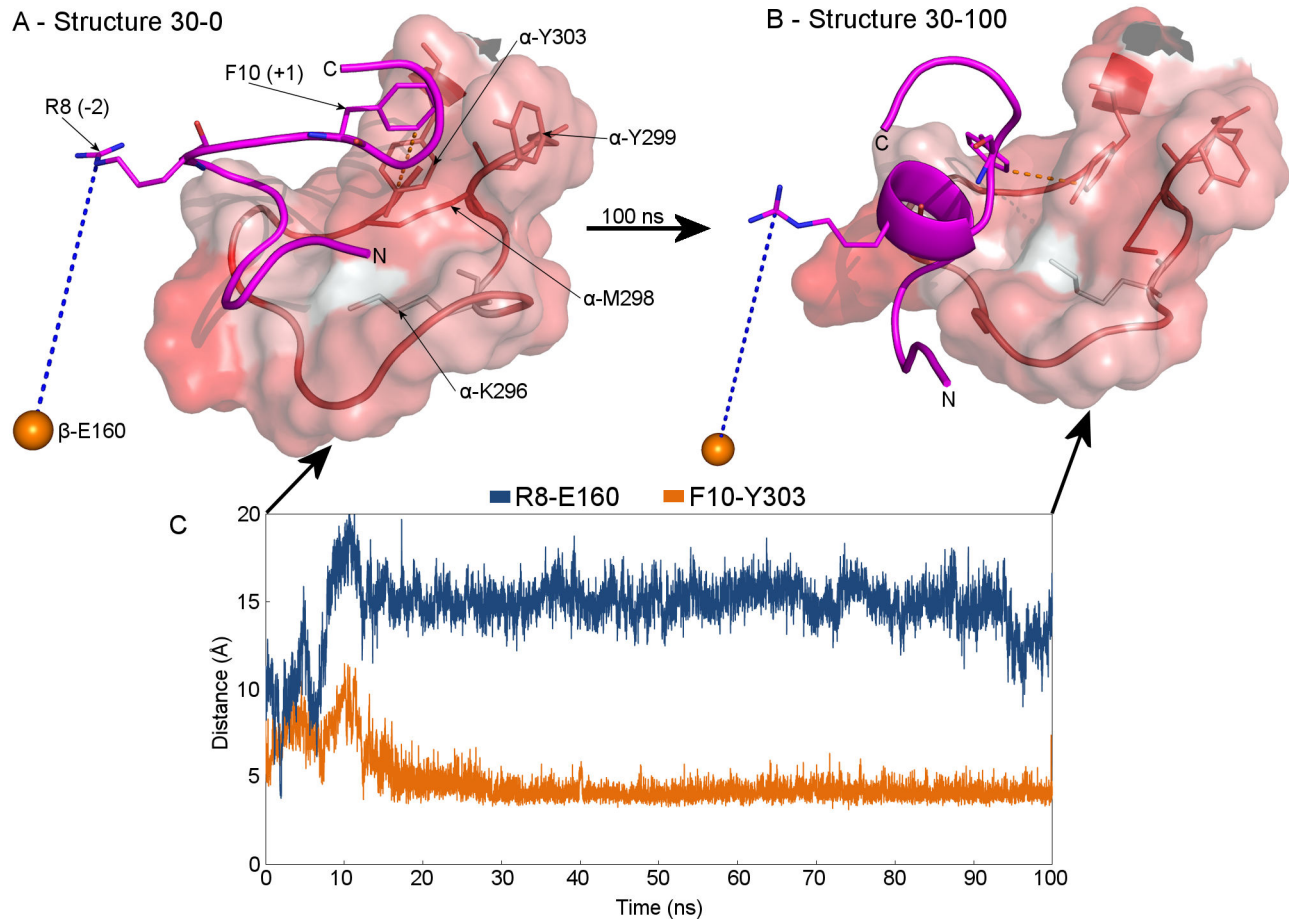 A - Structure 30-0
B - Structure 30-100
α-Y303
C
F10 (+1)
R8 (-2)
α-Y299
C
100 ns
N
α-M298
α-K296
N
β-E160
R8-E160 F10-Y303
C
20
15
10
5
0
Distance (Å)
0 10 20 30 40 50 60 70 80 90 100
Time (ns)